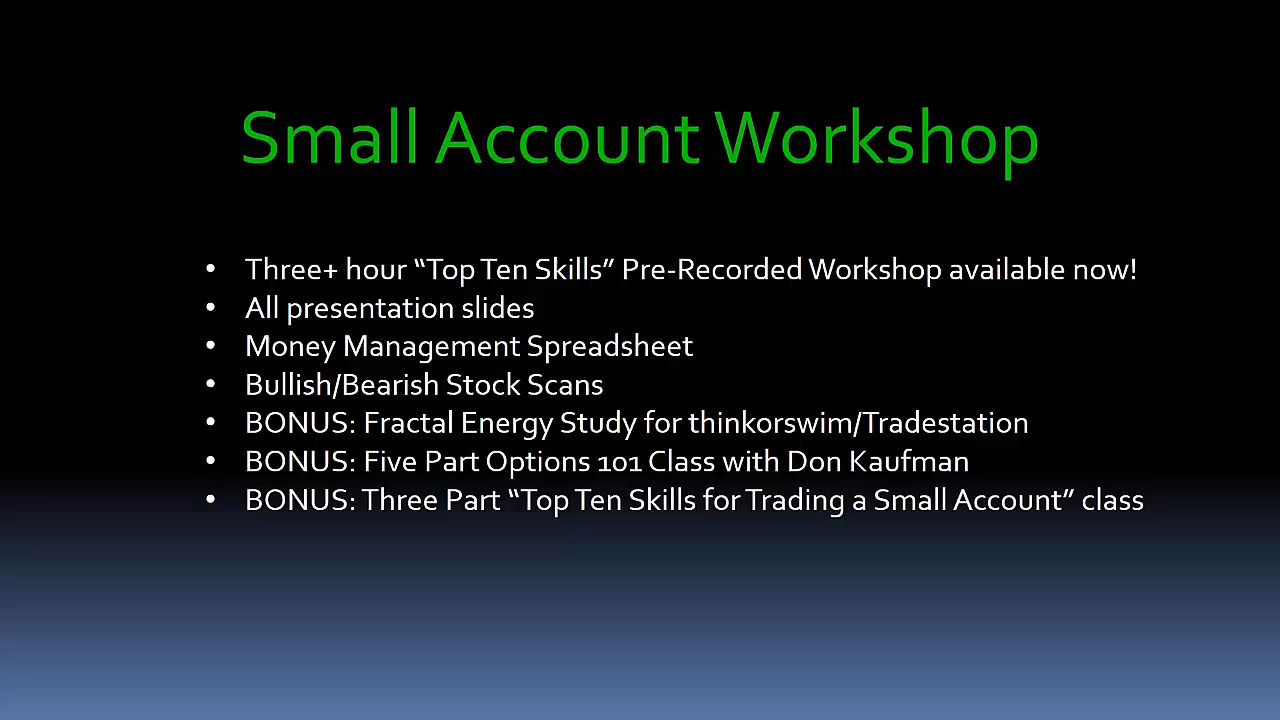 Small Account Workshop
• Three+ hour “Top Ten Skills” Pre-Recorded Workshop available now!
• All presentation slides
• Money Management Spreadsheet
• Bullish/Bearish Stock Scans
• BONUS: Fractal Energy Study for thinkorswim/Tradestation
• BONUS: Five Part Options 101 Class with Don Kaufman
• BONUS: Three Part “Top Ten Skills for Trading a Small Account” class